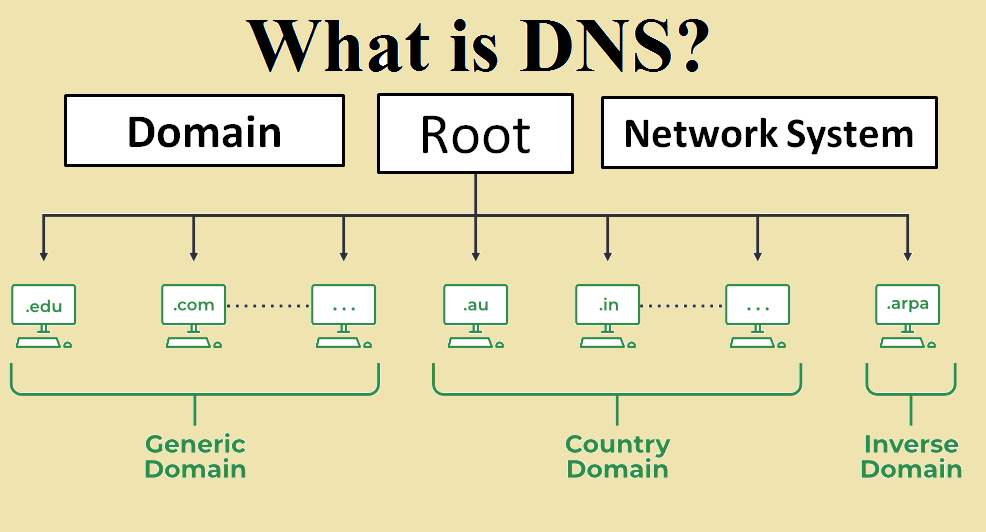 What is DNS?
Domain
Root
Network System
.edu
.com
...
.au
.in
...
.arpa
Generic
Domain
Country
Domain
Inverse
Domain